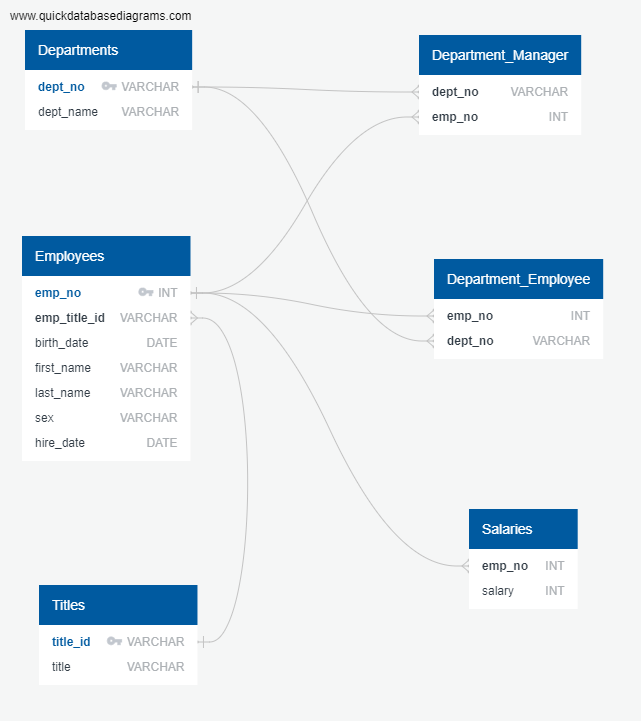 www.quickdatabasediagrams.com
Departments
dept_no VARCHAR
dept_name VARCHAR
Department_Manager
dept_no VARCHAR
emp_no INT
Employees
emp_no INT
emp_title_id VARCHAR
birth_date DATE
first_name VARCHAR
last_name VARCHAR
sex VARCHAR
hire_date DATE
Department_Employee
emp_no INT
dept_no VARCHAR
Salaries
emp_no INT
salary INT
Titles
title_id VARCHAR
title VARCHAR